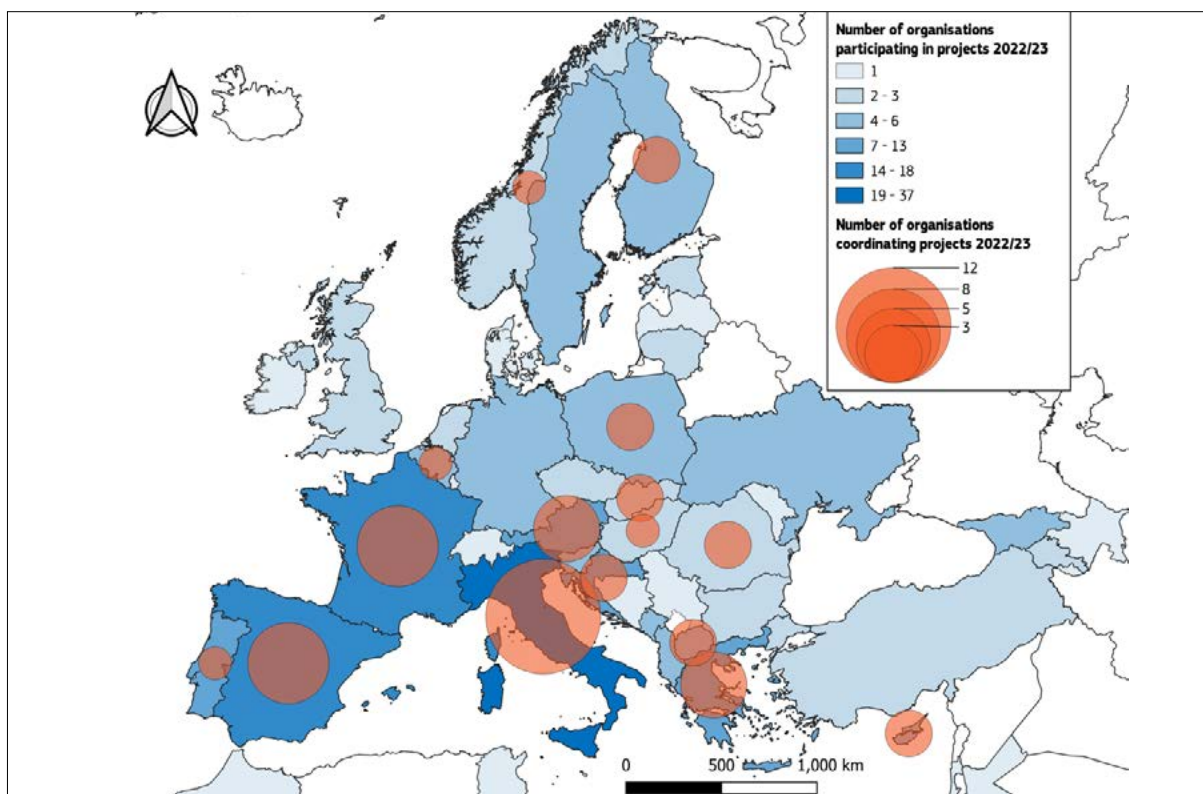 Number of organisations
participating in projects 2022/23
1
2 - 3
4 - 6
7 - 13
14 - 18
19 - 37
Number of organisations
coordinating projects 2022/23
12
8
5
3
0 500 1,000 km